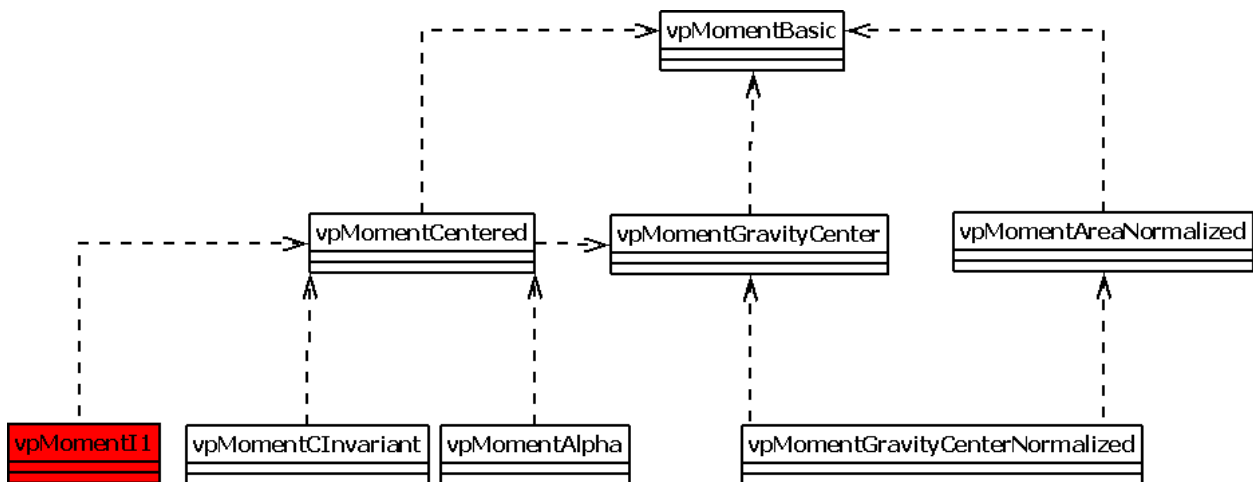 vpMomentBasic
vpMomentCentered
vpMomentGravityCenter
vpMomentAreaNormalized
vpMomentI1
vpMomentCInvariant
vpMomentAlpha
vpMomentGravityCenterNormalized